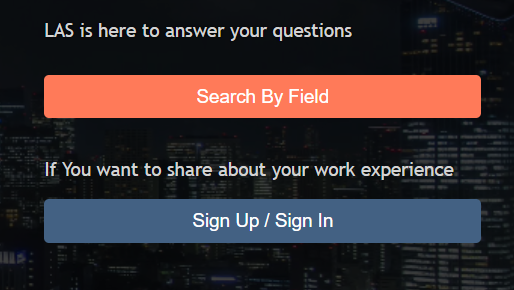 LAS is here to answer your questions
Search By Field
If You want to share about your work experience
Sign Up / Sign In